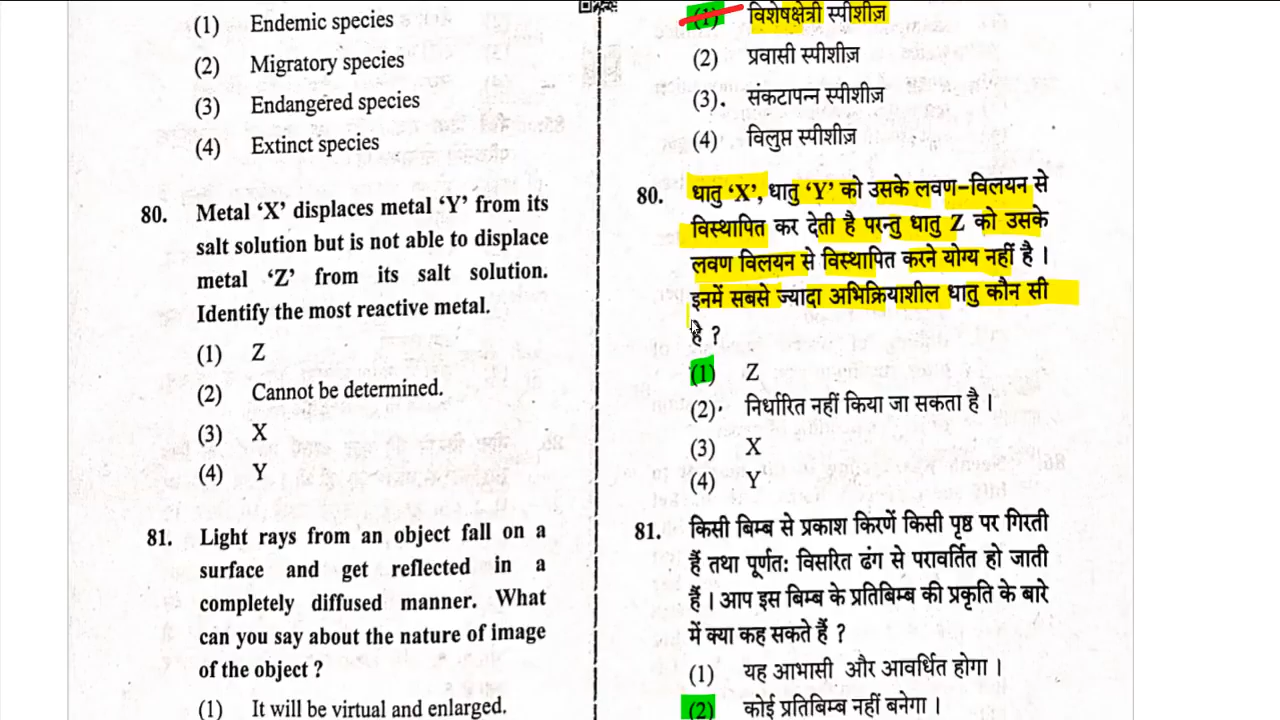 (1) Endemic species
(2) Migratory species
(3) Endangered species
(4) Extinct species
80. Metal ‘X’ displaces metal ‘Y’ from its
salt solution but is not able to displace
metal ‘Z’ from its salt solution.
Identify the most reactive metal.
(1) Z
(2) Cannot be determined.
(3) X
(4) Y
81. Light rays from an object fall on a
surface and get reflected in a
completely diffused manner. What
can you say about the nature of image
of the object ?
(1) It will be virtual and enlarged.
(1) विशेषक्षेत्री स्पीशीज़
(2) प्रवासी स्पीशीज़
(3). संकटापन्न स्पीशीज़
(4) विलुप्त स्पीशीज़
80. धातु ‘X’, धातु ‘Y’ को उसके लवण-विलयन से
विस्थापित कर देती है परन्तु धातु Z को उसके
लवण विलयन से विस्थापित करने योग्य नहीं है ।
इनमें सबसे ज्यादा अभिक्रियाशील धातु कौन सी
है ?
(1) Z
(2). निर्धारित नहीं किया जा सकता है ।
(3) X
(4) Y
81. किसी बिम्ब से प्रकाश किरणें किसी पृष्ठ पर गिरती
हैं तथा पूर्णत: विसरित ढंग से परावर्तित हो जाती
हैं । आप इस बिम्ब के प्रतिबिम्ब की प्रकृति के बारे
में क्या कह सकते हैं ?
(1) यह आभासी और आवर्धित होगा ।
(2) कोई प्रतिबिम्ब नहीं बनेगा ।